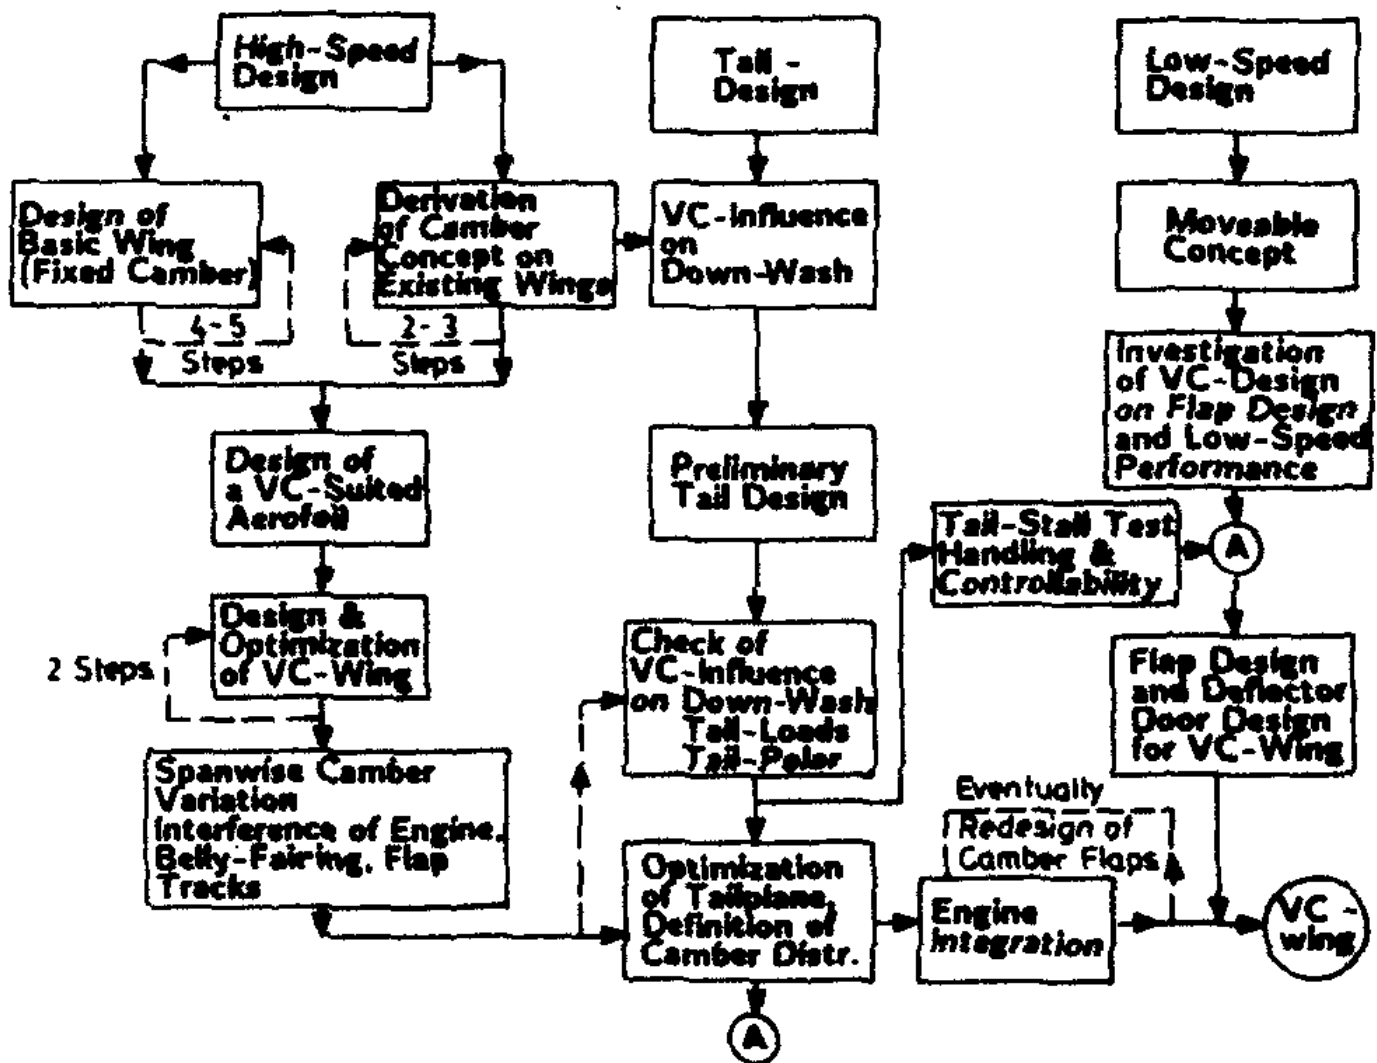 High-Speed
Design
Tail -
Design
Low-Speed
Design
Design of
Basic Wing
(Fixed Camber)
Derivation
of Camber
Concept on
Existing Wings
VC-Influence
on
Down-Wash
Moveable
Concept
4-5
Steps
2-3
Steps
Investigation
of VC-Design
on Flap Design
and Low-Speed
Performance
Design of
a VC-Suited
Aerofoil
Preliminary
Tail Design
Tail-Stall Test
Handling &
Controllability
A
Design &
Optimization
of VC-Wing
2 Steps
Check of
VC-Influence
on Down-Wash
Tail-Loads
Tail-Polar
Flap Design
and Deflector
Door Design
for VC-Wing
Spanwise Camber
Variation
Interference of Engine,
Belly-Fairing, Flap
Tracks
Eventually
Redesign of
Camber Flaps
Optimization
of Tailplane,
Definition of
Camber Distr.
Engine
Integration
VC -
wing
A